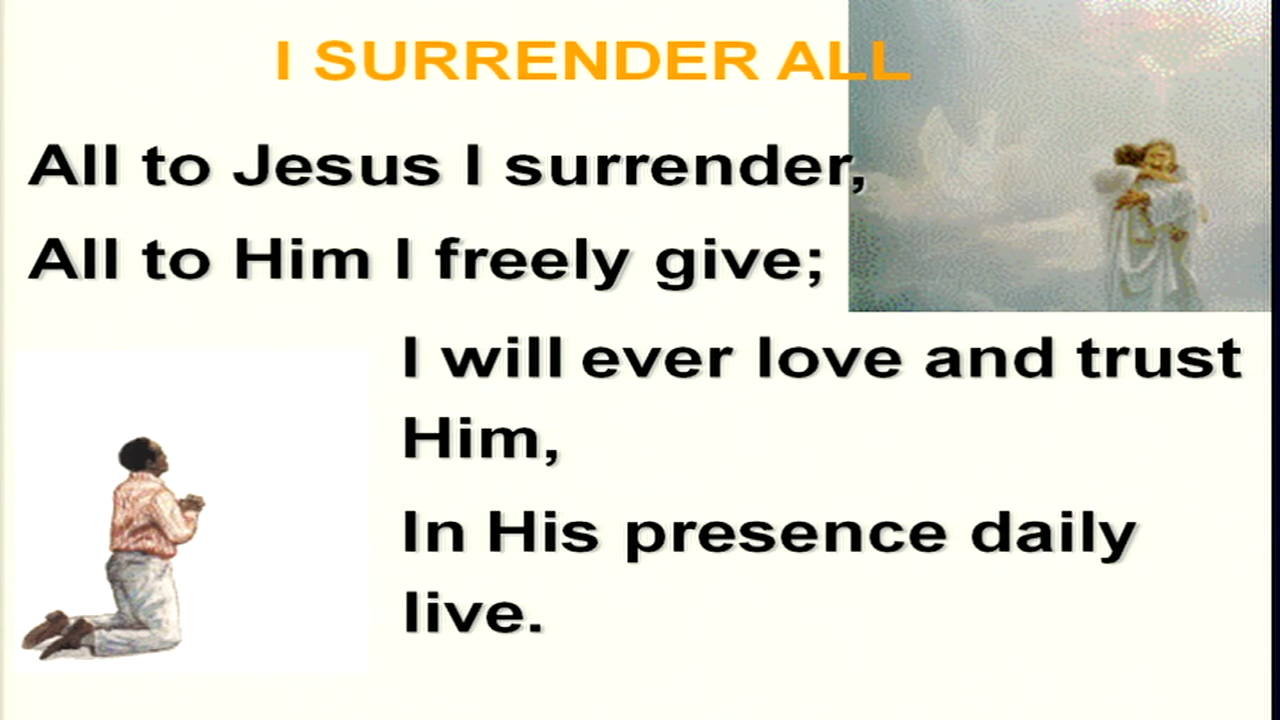 I SURRENDER ALL
All to Jesus I surrender,
All to Him I freely give;
I will ever love and trust
Him,
In His presence daily
live.